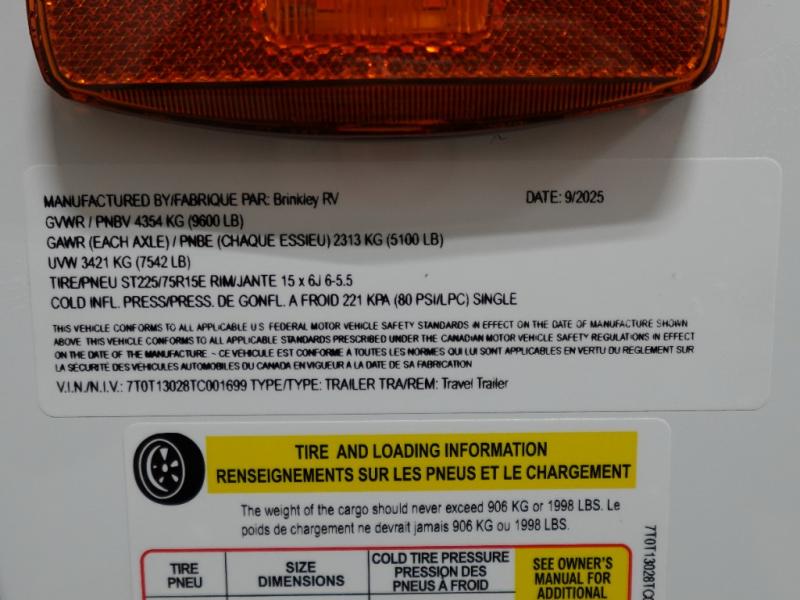 MANUFACTURED BY/FABRIQUE PAR: Brinkley RV DATE: 9/2025
GVWR / PNBV 4354 KG (9600 LB)
GAWR (EACH AXLE) / PNBE (CHAQUE ESSIEU) 2313 KG (5100 LB)
UVW 3421 KG (7542 LB)
TIRE/PNEU ST225/75R15E RIM/JANTE 15 x 6J 6-5.5
COLD INFL. PRESS/PRESS. DE GONFL. A FROID 221 KPA (80 PSI/LPC) SINGLE
THIS VEHICLE CONFORMS TO ALL APPLICABLE U S FEDERAL MOTOR VEHICLE SAFETY STANDARDS IN EFFECT ON THE DATE OF MANUFACTURE SHOWN
ABOVE THIS VEHICLE CONFORMS TO ALL APPLICABLE STANDARDS PRESCRIBED UNDER THE CANADIAN MOTOR VEHICLE SAFETY REGULATIONS IN EFFECT
ON THE DATE OF THE MANUFACTURE - CE VEHICULE EST CONFORME A TOUTES LES NORMES QUI LUI SONT APPLICABLES EN VERTU DU REGLEMENT SUR
LA SÉCURITÉ DES VEHICULES AUTOMOBILES DU CANADA EN VIGUEUR A LA DATE DE SA FABRICATION
V.I.N./N.I.V.: 7T0T13028TC001699 TYPE/TYPE: TRAILER TRA/REM: Travel Trailer
TIRE AND LOADING INFORMATION
RENSEIGNEMENTS SUR LES PNEUS ET LE CHARGEMENT
The weight of the cargo should never exceed 906 KG or 1998 LBS. Le
poids de chargement ne devrait jamais 906 KG ou 1998 LBS.
TIRE
PNEU
SIZE
DIMENSIONS
COLD TIRE PRESSURE
PRESSION DES
PNEUS À FROID
SEE OWNER'S
MANUAL FOR
ADDITIONAL
7T0T13028TC